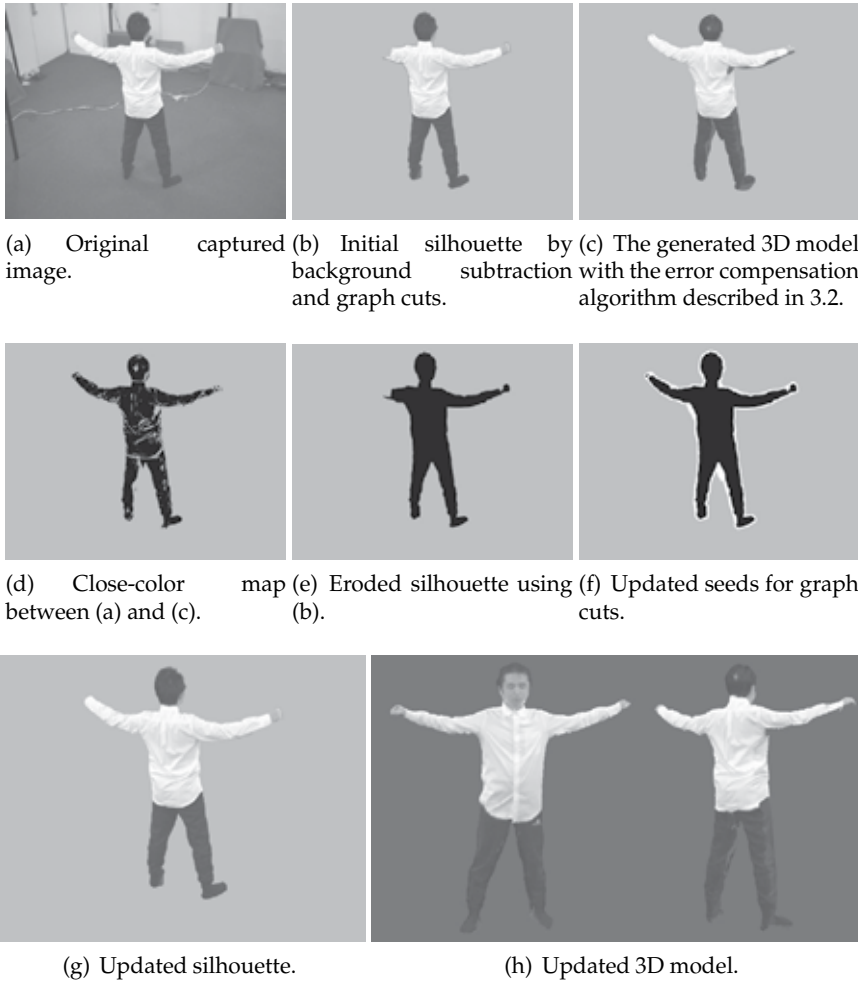 (a) Original captured image.
(b) Initial silhouette by background subtraction and graph cuts.
(c) The generated 3D model with the error compensation algorithm described in 3.2.
(d) Close-color map between (a) and (c).
(e) Eroded silhouette using (b).
(f) Updated seeds for graph cuts.
(g) Updated silhouette.
(h) Updated 3D model.